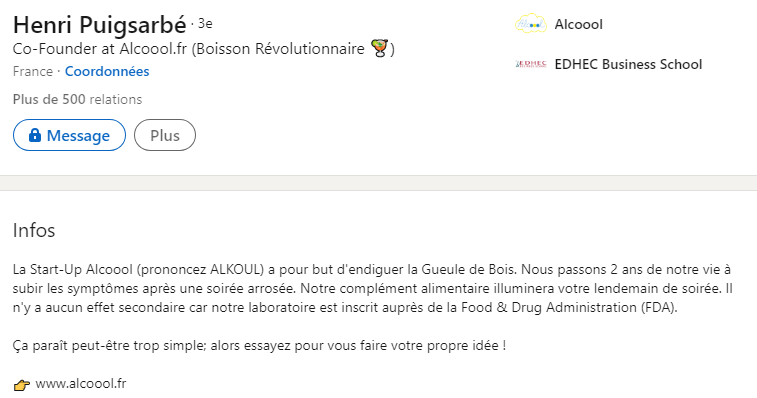 Henri Puigsarbé · 3e
Co-Founder at Alcoool.fr (Boisson Révolutionnaire 🍹)
France · Coordonnées
Plus de 500 relations
Message
Plus
Alcoool
EDHEC Business School
Infos
La Start-Up Alcoool (prononcez ALKOUL) a pour but d'endiguer la Gueule de Bois. Nous passons 2 ans de notre vie à
subir les symptômes après une soirée arrosée. Notre complément alimentaire illuminera votre lendemain de soirée. Il
n'y a aucun effet secondaire car notre laboratoire est inscrit auprès de la Food & Drug Administration (FDA).
Ça paraît peut-être trop simple; alors essayez pour vous faire votre propre idée !
👉 www.alcoool.fr